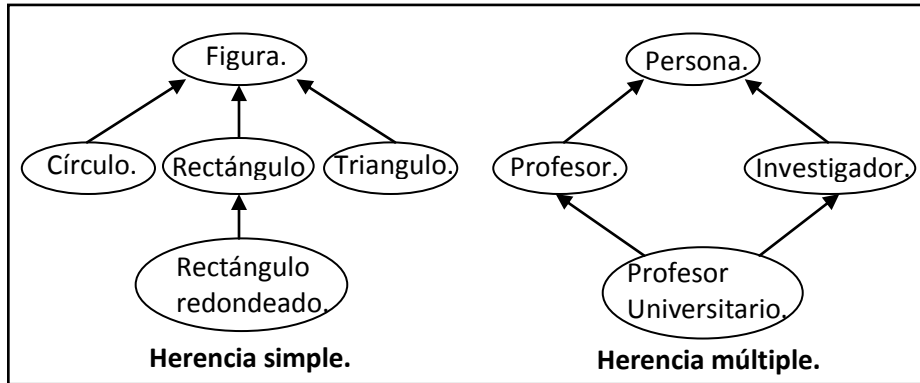 Figura.
Círculo.
Rectángulo
Triangulo.
Rectángulo
redondeado.
Herencia simple.
Persona.
Profesor.
Investigador.
Profesor
Universitario.
Herencia múltiple.